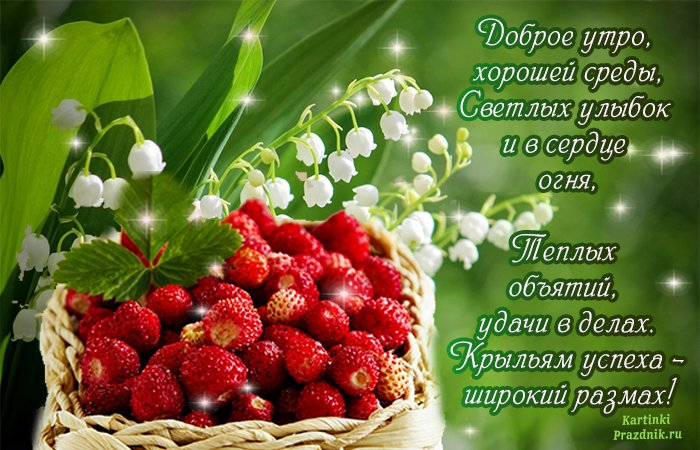 Доброе утро,
хорошей среды,
Светлых улыбок
и в сердце
огня,
Теплых
объятий,
удачи в делах.
Крыльям успеха -
широкий размах!
Kartinki
Prazdnik.ru